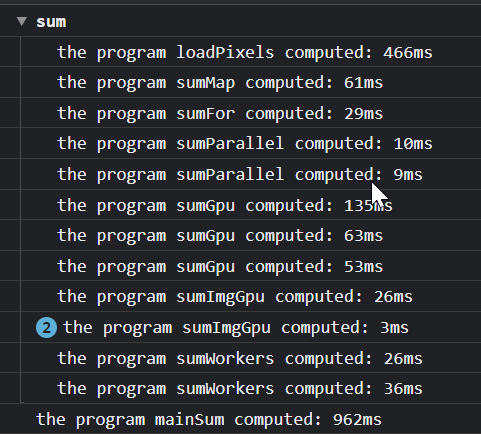 sum
the program loadPixels computed: 466ms
the program sumMap computed: 61ms
the program sumFor computed: 29ms
the program sumParallel computed: 10ms
the program sumParallel computed: 9ms
the program sumGpu computed: 135ms
the program sumGpu computed: 63ms
the program sumGpu computed: 53ms
the program sumImgGpu computed: 26ms
2 the program sumImgGpu computed: 3ms
the program sumWorkers computed: 26ms
the program sumWorkers computed: 36ms
the program mainSum computed: 962ms